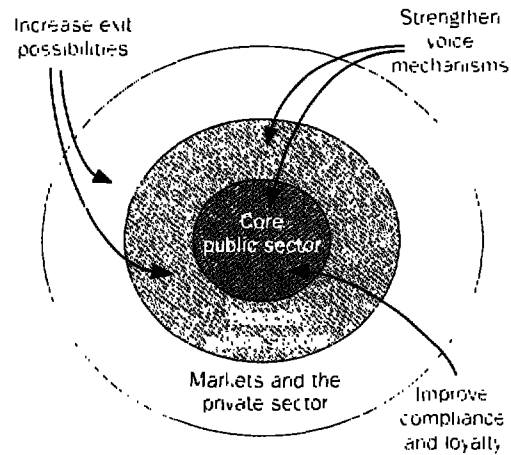 Increase exit
possibilities
Strengthen
voice
mechanisms
Core
public sector
Markets and the
private sector
Improve
compliance
and loyalty